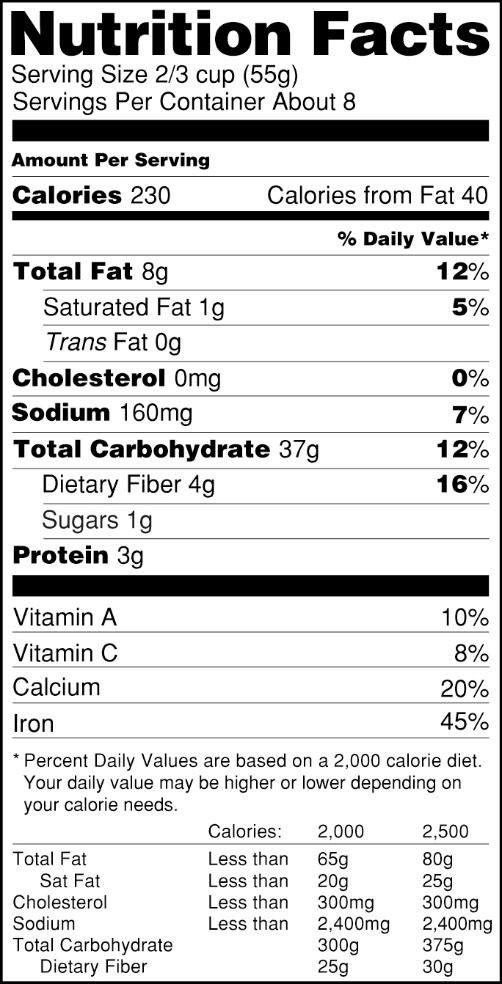 Nutrition Facts
Serving Size 2/3 cup (55g)
Servings Per Container About 8
Amount Per Serving
Calories 230 Calories from Fat 40
% Daily Value*
Total Fat 8g 12%
Saturated Fat 1g 5%
Trans Fat 0g
Cholesterol 0mg 0%
Sodium 160mg 7%
Total Carbohydrate 37g 12%
Dietary Fiber 4g 16%
Sugars 1g
Protein 3g
Vitamin A 10%
Vitamin C 8%
Calcium 20%
Iron 45%
* Percent Daily Values are based on a 2,000 calorie diet.
Your daily value may be higher or lower depending on
your calorie needs.
Calories: 2,000 2,500
Total Fat Less than 65g 80g
Sat Fat Less than 20g 25g
Cholesterol Less than 300mg 300mg
Sodium Less than 2,400mg 2,400mg
Total Carbohydrate 300g 375g
Dietary Fiber 25g 30g